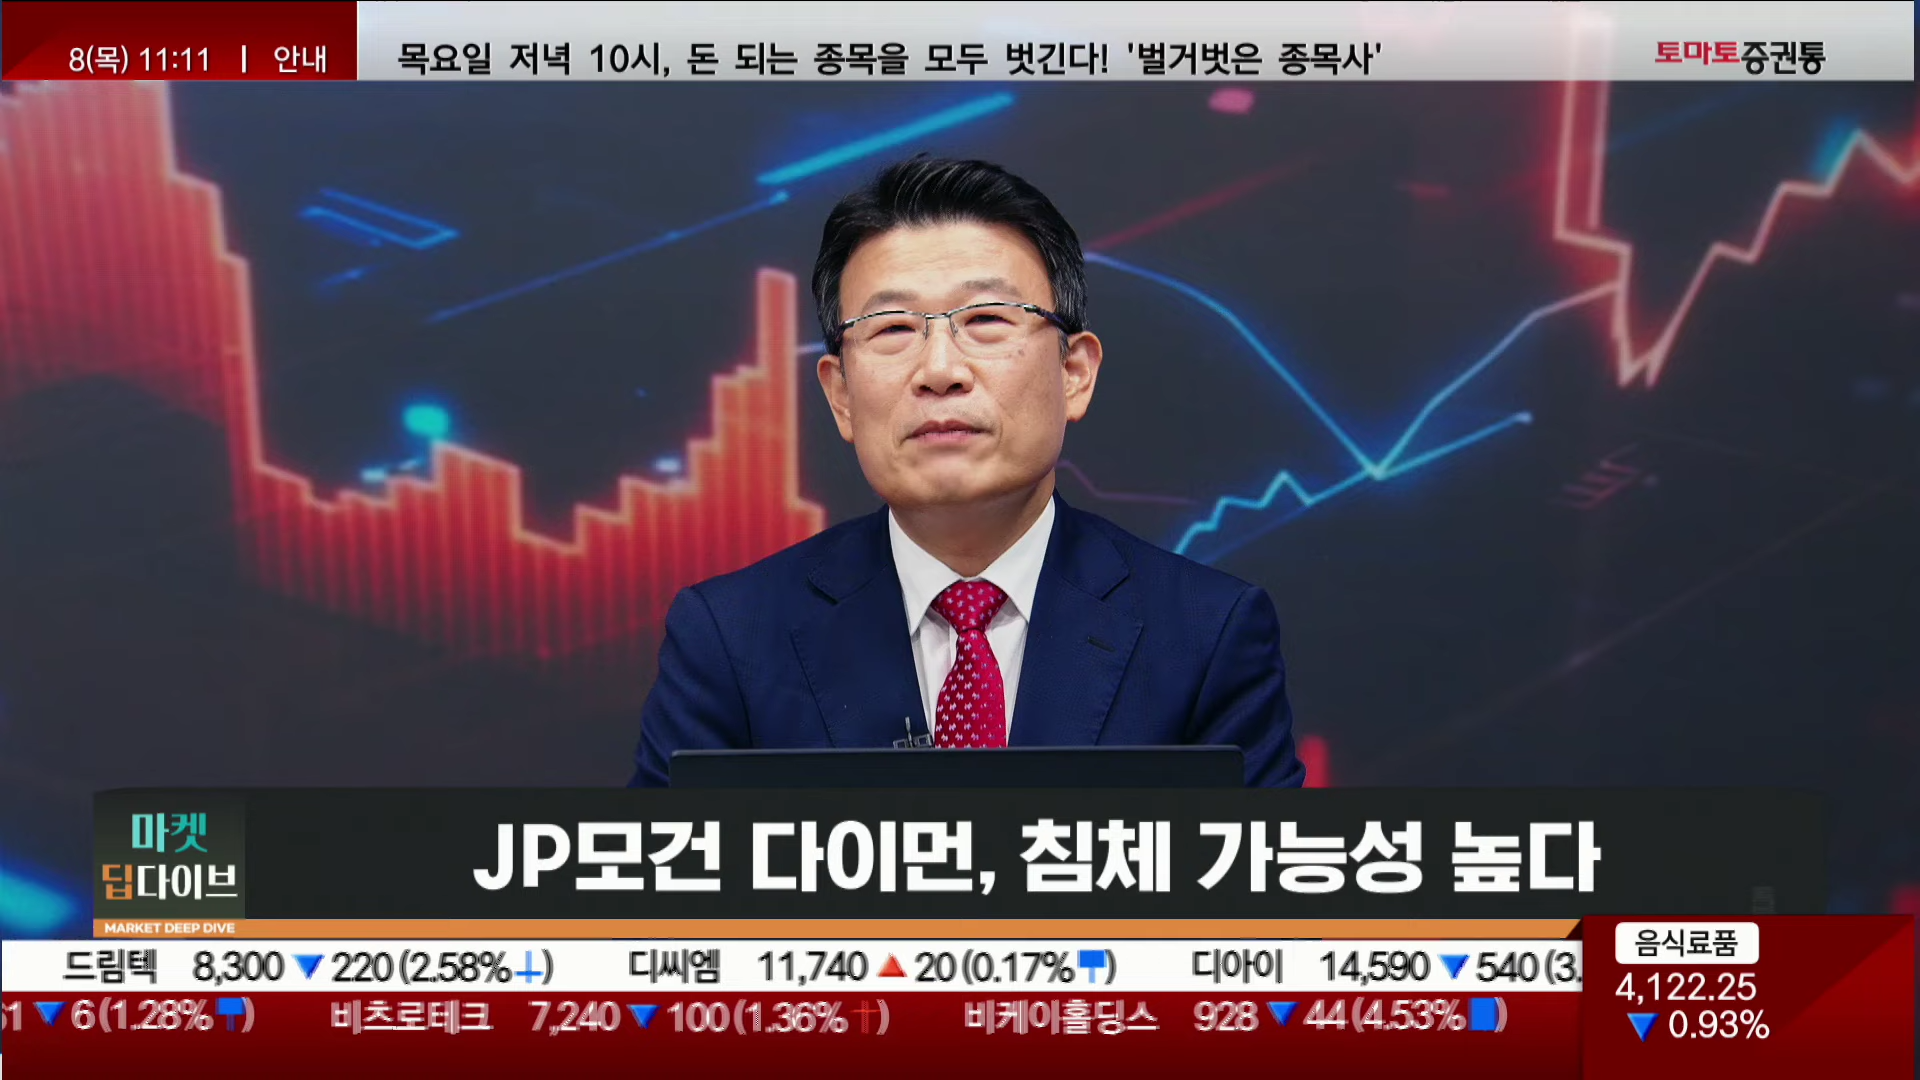 8(목) 11:11 | 안내
목요일 저녁 10시, 돈 되는 종목을 모두 벗긴다! '벌거벗은 종목사'
토마토증권통
마켓
딥다이브
MARKET DEEP DIVE
JP모건 다이먼, 침체 가능성 높다
드림텍 8,300 ▼ 220 (2.58%) 디씨엠 11,740 ▲ 20 (0.17%) 디아이 14,590 ▼ 540 (3.
▼ 6 (1.28%) 비츠로테크 7,240 ▼ 100 (1.36%) 비케이홀딩스 928 ▼ 44 (4.53%)
음식료품
4,122.25
▼ 0.93%